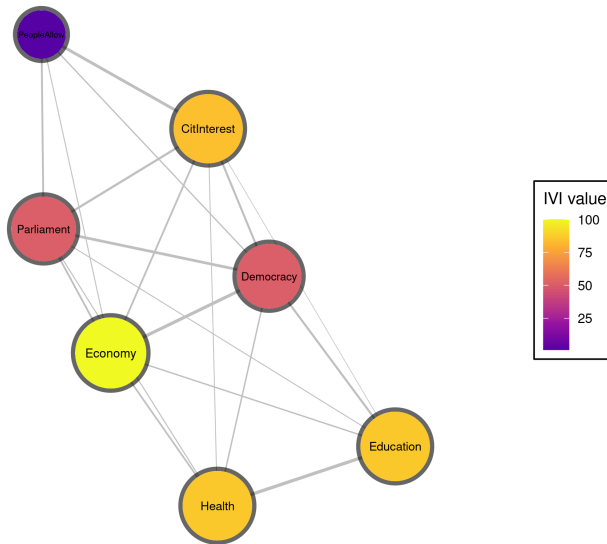 PeopleAllow
CitInterest
Parliament
Democracy
Economy
Education
Health
IVI value
100
75
50
25